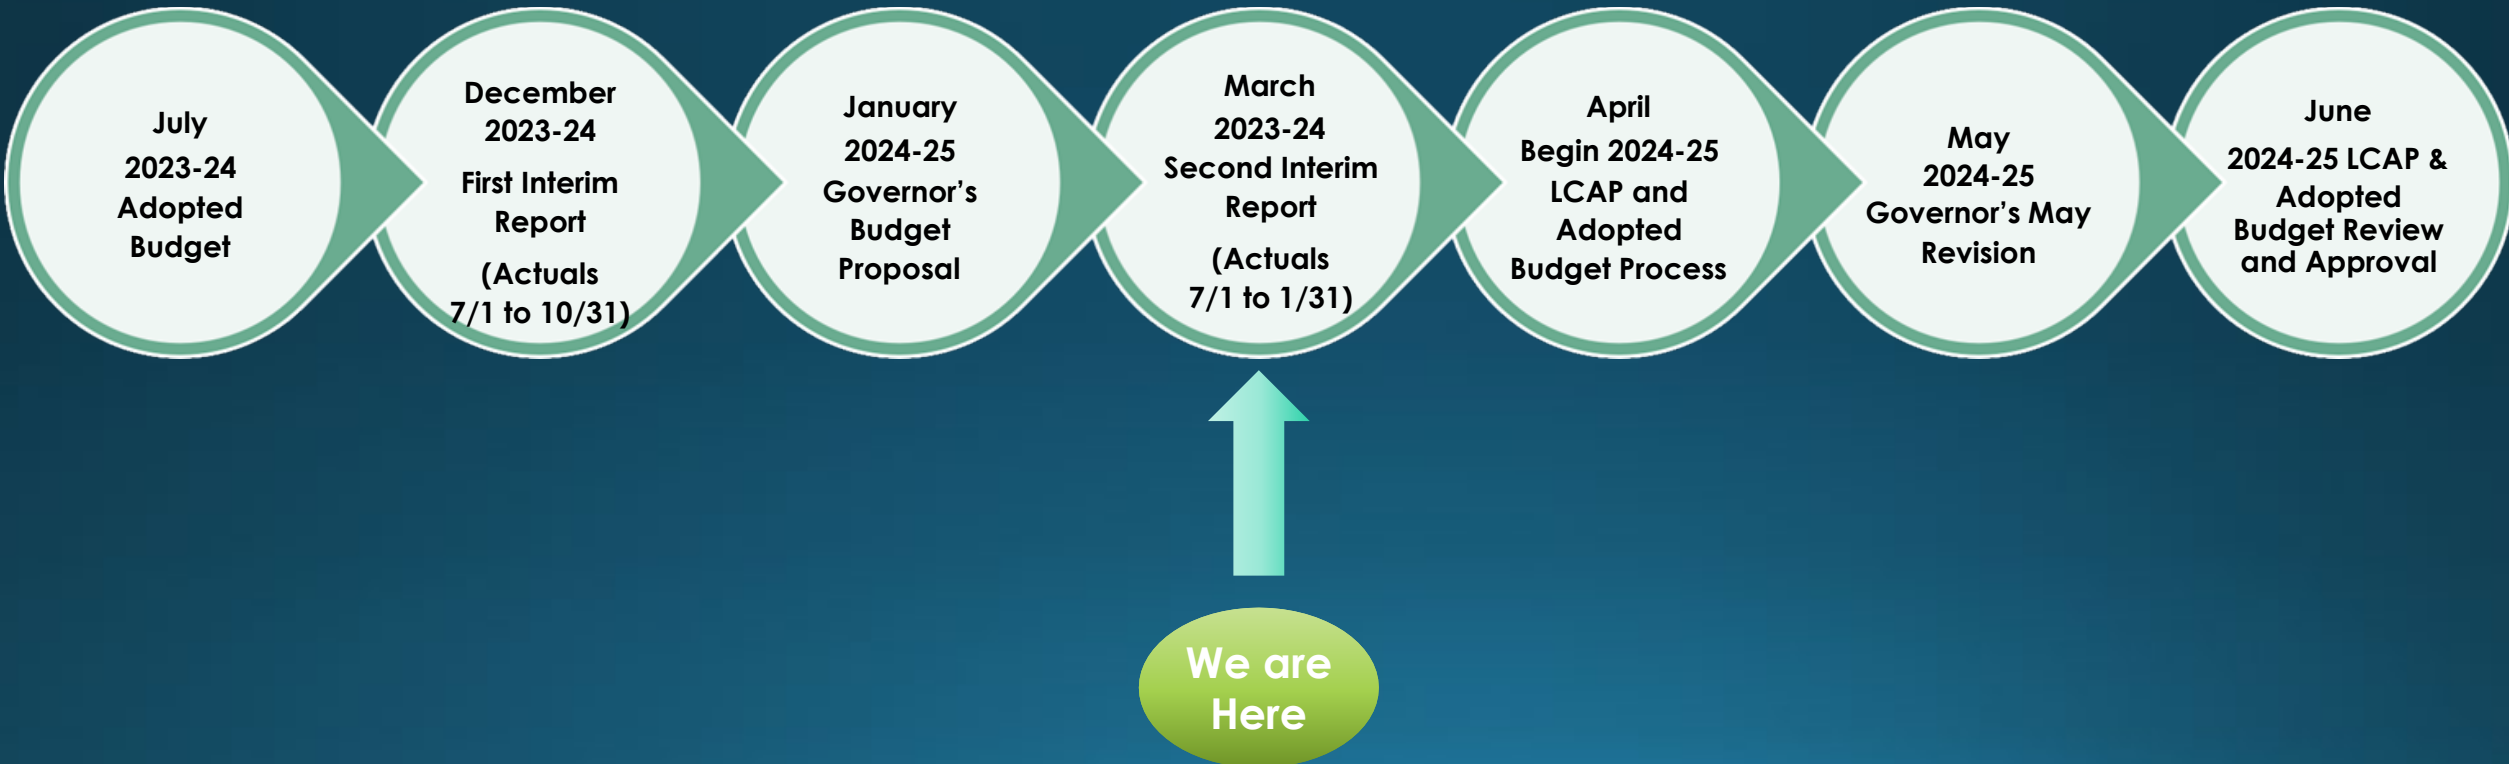 July
2023-24
Adopted
Budget
December
2023-24
First Interim
Report
(Actuals
7/1 to 10/31)
January
2024-25
Governor’s
Budget
Proposal
March
2023-24
Second Interim
Report
(Actuals
7/1 to 1/31)
April
Begin 2024-25
LCAP and
Adopted
Budget Process
May
2024-25
Governor’s May
Revision
June
2024-25 LCAP &
Adopted
Budget Review
and Approval
We are
Here